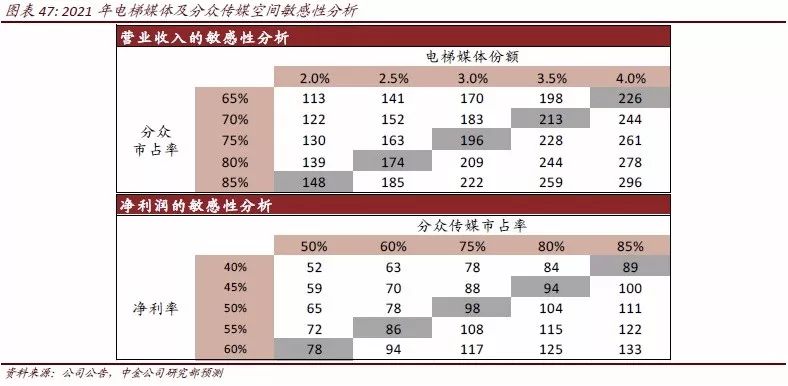 图表 47: 2021 年电梯媒体及分众传媒空间敏感性分析
营业收入的敏感性分析
电梯媒体份额
2.0% 2.5% 3.0% 3.5% 4.0%
65% 113 141 170 198 226
70% 122 152 183 213 244
分众
市占率
75% 130 163 196 228 261
80% 139 174 209 244 278
85% 148 185 222 259 296
净利润的敏感性分析
分众传媒市占率
50% 60% 75% 80% 85%
40% 52 63 78 84 89
45% 59 70 88 94 100
净利率 50% 65 78 98 104 111
55% 72 86 108 115 122
60% 78 94 117 125 133
资料来源：公司公告，中金公司研究部预测